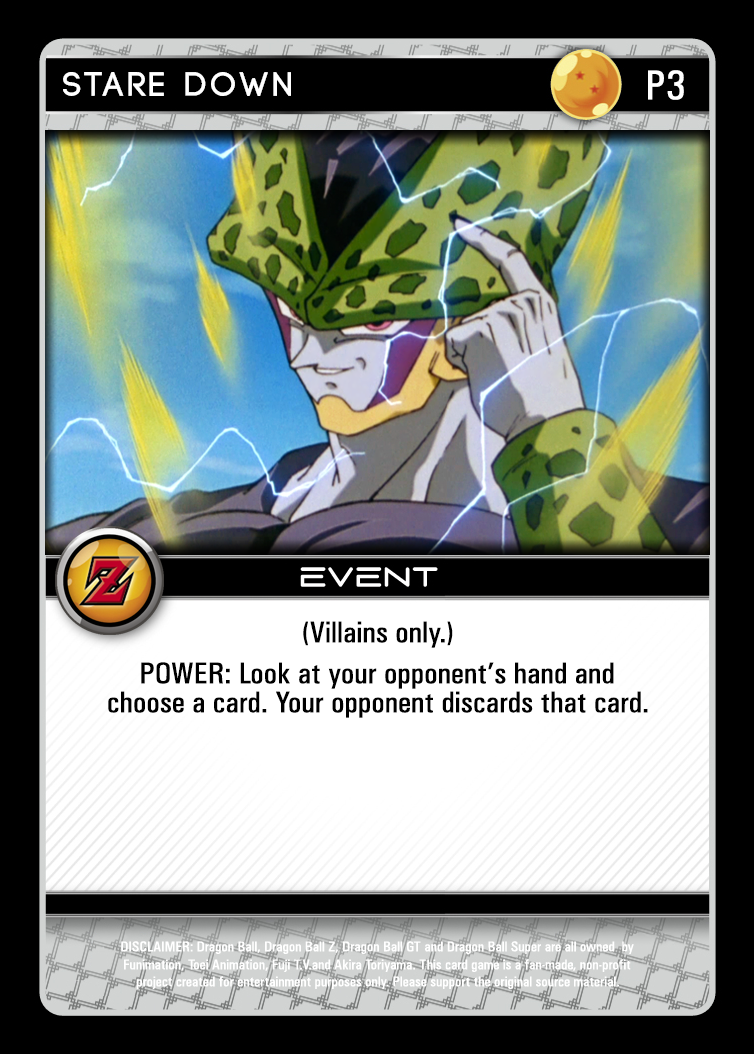 STARE DOWN P3
Z
EVENT
(Villains only.)
POWER: Look at your opponent's hand and
choose a card. Your opponent discards that card.
DISCLAIMER: Dragon Ball, Dragon Ball Z, Dragon Ball GT and Dragon Ball Super are all owned by
Funimation, Toei Animation, Fuji T.V.and Akira Toriyama. This card game is a fan-made, non-profit
project created for entertainment purposes only. Please support the original source material.